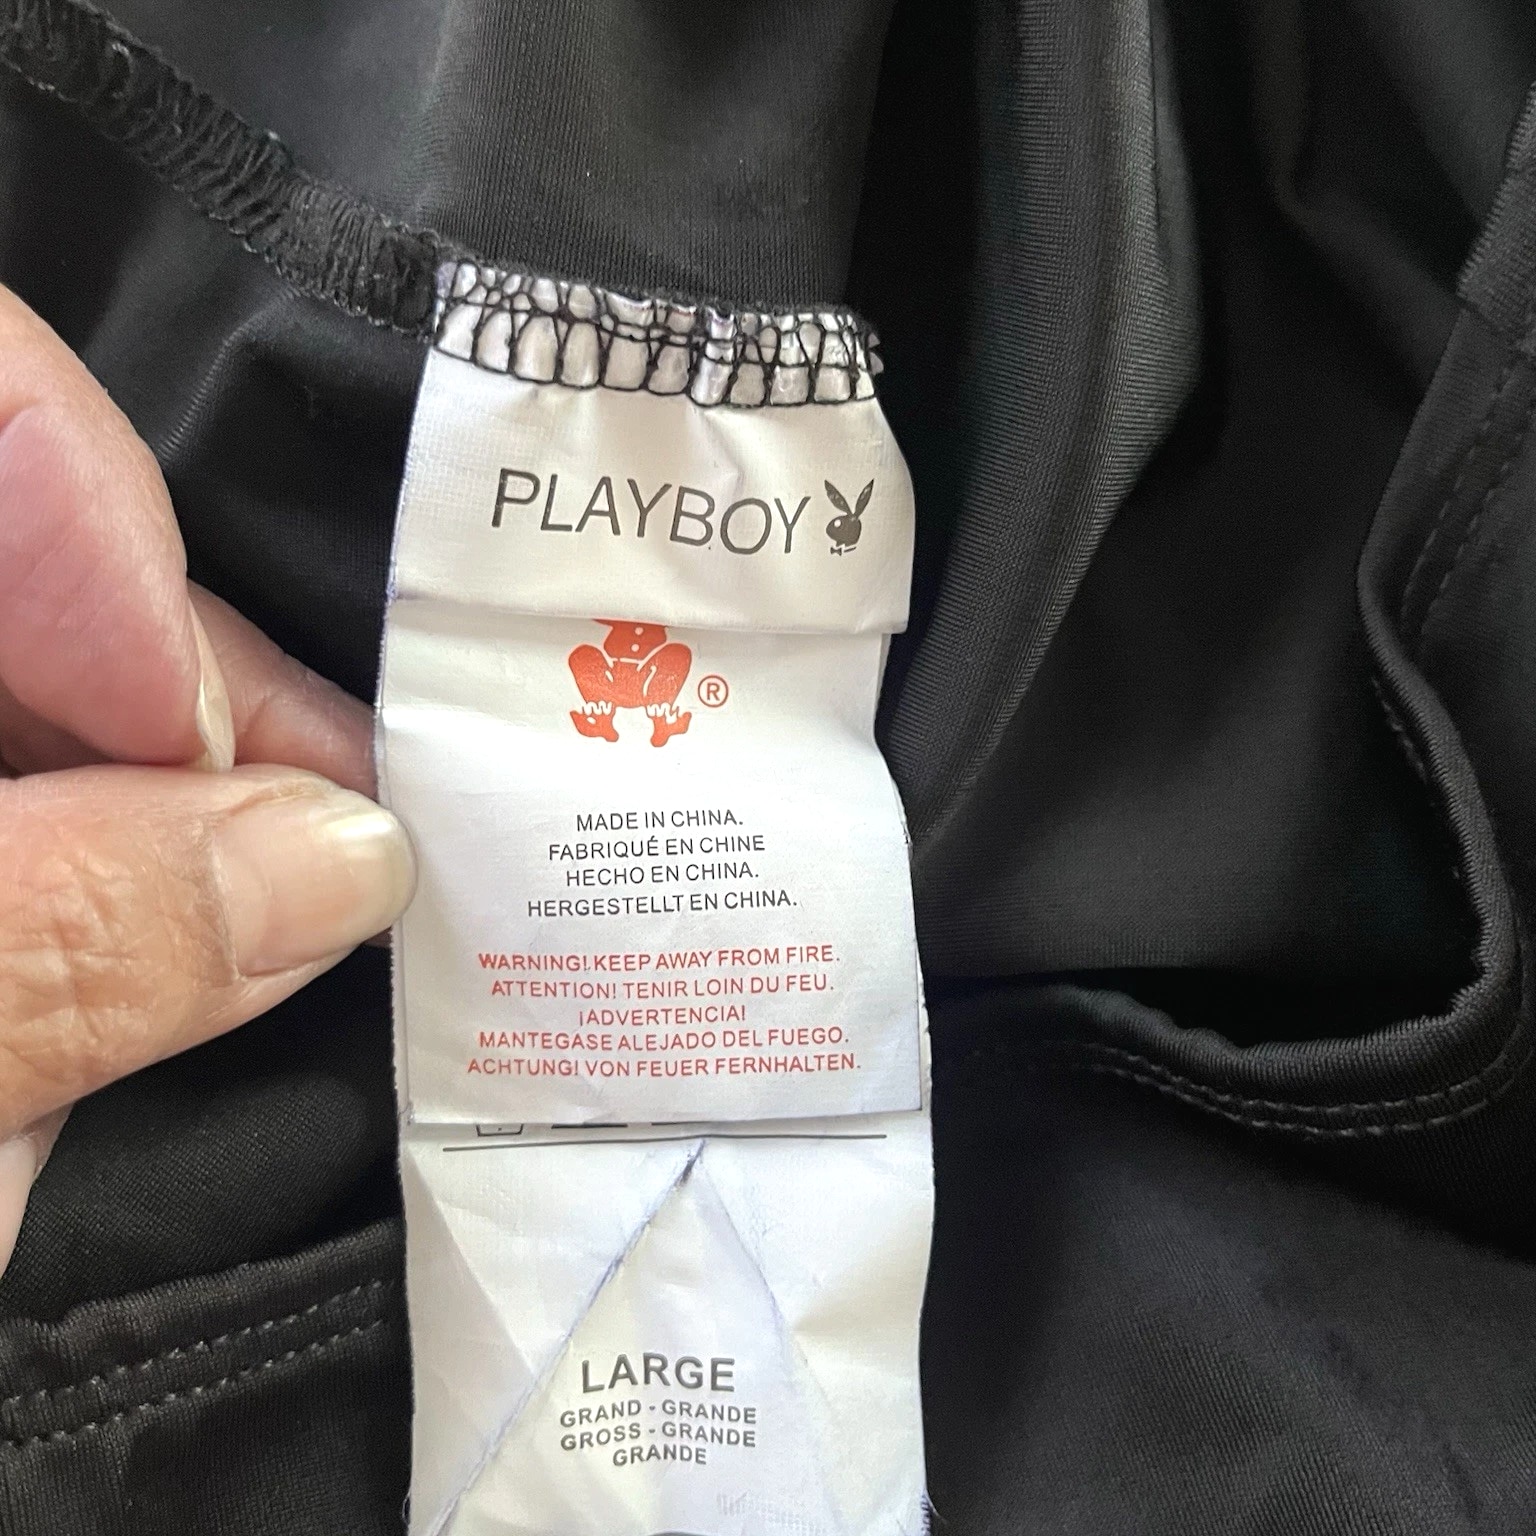 PLAYBOY
®
MADE IN CHINA.
FABRIQUÉ EN CHINE
HECHO EN CHINA.
HERGESTELLT EN CHINA.
WARNING! KEEP AWAY FROM FIRE.
ATTENTION! TENIR LOIN DU FEU.
¡ADVERTENCIA!
MANTEGASE ALEJADO DEL FUEGO.
ACHTUNG! VON FEUER FERNHALTEN.
LARGE
GRAND - GRANDE
GROSS - GRANDE
GRANDE